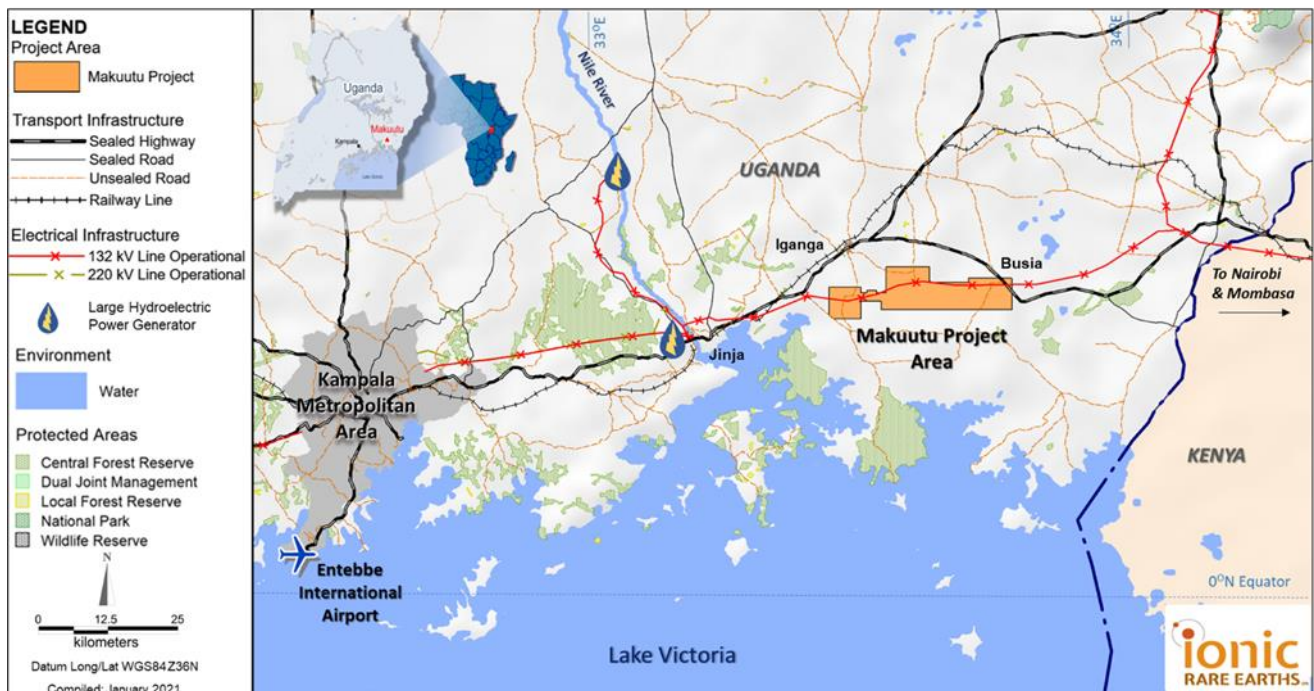 LEGEND
Project Area
Makuutu Project
Transport Infrastructure
Sealed Highway
Sealed Road
Unsealed Road
Railway Line
Electrical Infrastructure
132 kV Line Operational
220 kV Line Operational
Large Hydroelectric
Power Generator
Environment
Water
Protected Areas
Central Forest Reserve
Dual Joint Management
Local Forest Reserve
National Park
Wildlife Reserve
N
0 12.5 25
kilometers
Datum Long/Lat WGS84 Z36N
Compiled: January 2021
Uganda
Makuutu
Kampala
33°E
34°E
Nile River
UGANDA
Iganga
Busia
To Nairobi
& Mombasa
Jinja
Makuutu Project
Area
Kampala
Metropolitan
Area
KENYA
Entebbe
International
Airport
0°N Equator
Lake Victoria
ionic
RARE EARTHS